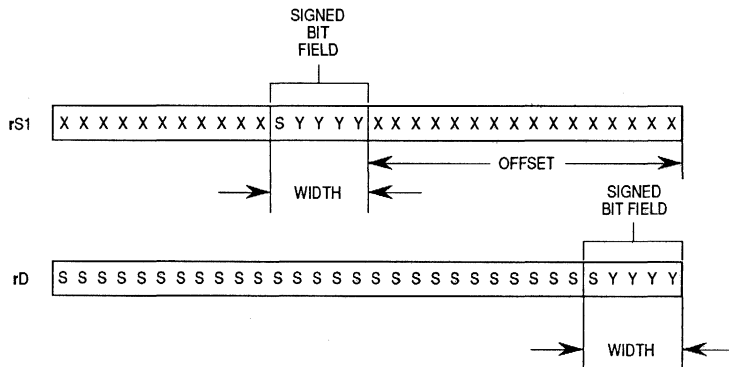 SIGNED
BIT
FIELD
rS1 X X X X X X X X X X X S Y Y Y Y X X X X X X X X X X X X X X X X
OFFSET
WIDTH
SIGNED
BIT FIELD
rD S S S S S S S S S S S S S S S S S S S S S S S S S S S S Y Y Y Y
WIDTH